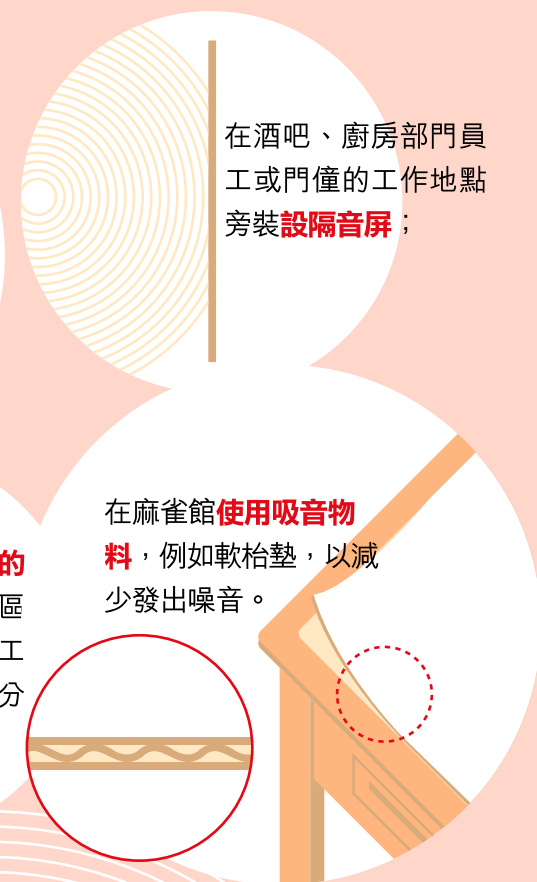 在酒吧、廚房部門員
工或門僮的工作地點
旁裝設隔音屏；
在麻雀館使用吸音物
料，例如軟枱墊，以減
少發出噪音。
的
區
工
分